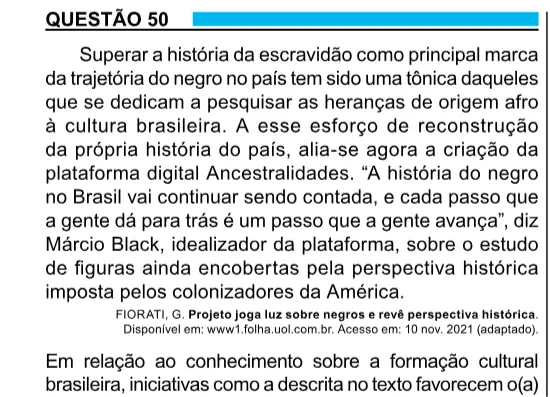 QUESTÃO 50
Superar a história da escravidão como principal marca
da trajetória do negro no país tem sido uma tônica daqueles
que se dedicam a pesquisar as heranças de origem afro
à cultura brasileira. A esse esforço de reconstrução
da própria história do país, alia-se agora a criação da
plataforma digital Ancestralidades. “A história do negro
no Brasil vai continuar sendo contada, e cada passo que
a gente dá para trás é um passo que a gente avança”, diz
Márcio Black, idealizador da plataforma, sobre o estudo
de figuras ainda encobertas pela perspectiva histórica
imposta pelos colonizadores da América.
FIORATI, G. Projeto joga luz sobre negros e revê perspectiva histórica.
Disponível em: www1.folha.uol.com.br. Acesso em: 10 nov. 2021 (adaptado).
Em relação ao conhecimento sobre a formação cultural
brasileira, iniciativas como a descrita no texto favorecem o(a)